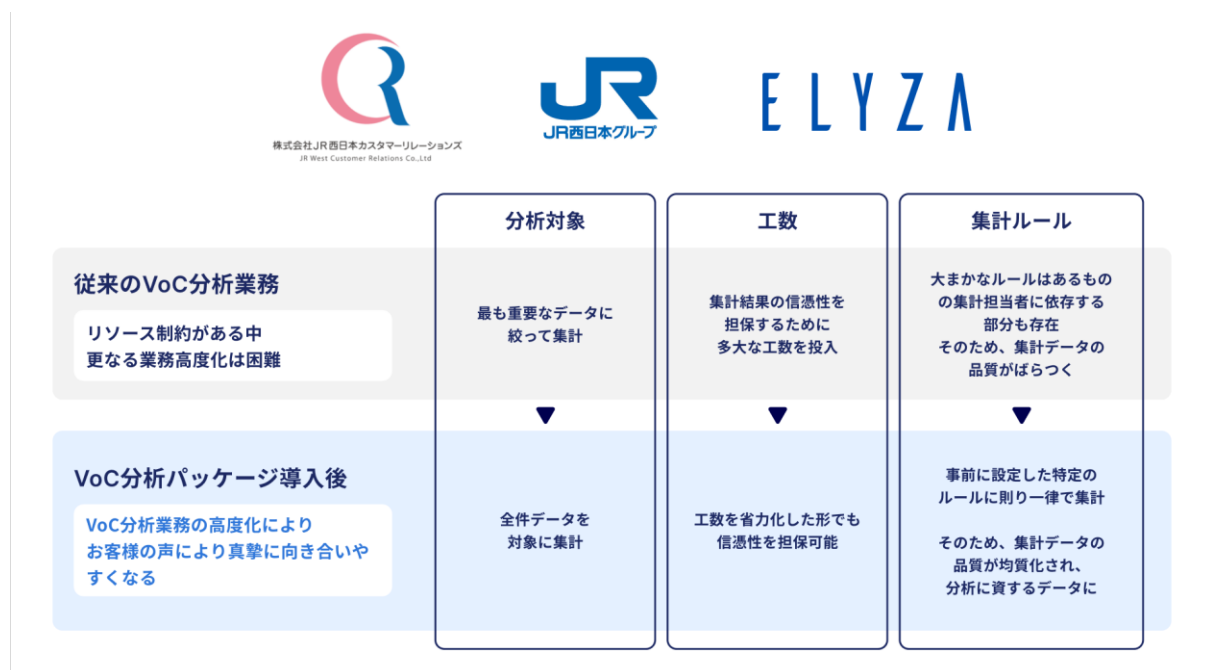 株式会社JR西日本カスタマーリレーションズ
JR West Customer Relations Co.,Ltd
JR
JR西日本グループ
ELYZA
分析対象
工数
集計ルール
従来のVoC分析業務
リソース制約がある中
更なる業務高度化は困難
最も重要なデータに
絞って集計
集計結果の信憑性を
担保するために
多大な工数を投入
大まかなルールはあるもの
の集計担当者に依存する
部分も存在
そのため、集計データの
品質がばらつく
VoC分析パッケージ導入後
VoC分析業務の高度化により
お客様の声により真摯に向き合いや
すくなる
全件データを
対象に集計
工数を省力化した形でも
信憑性を担保可能
事前に設定した特定の
ルールに則り一律で集計
そのため、集計データの
品質が均質化され、
分析に資するデータに